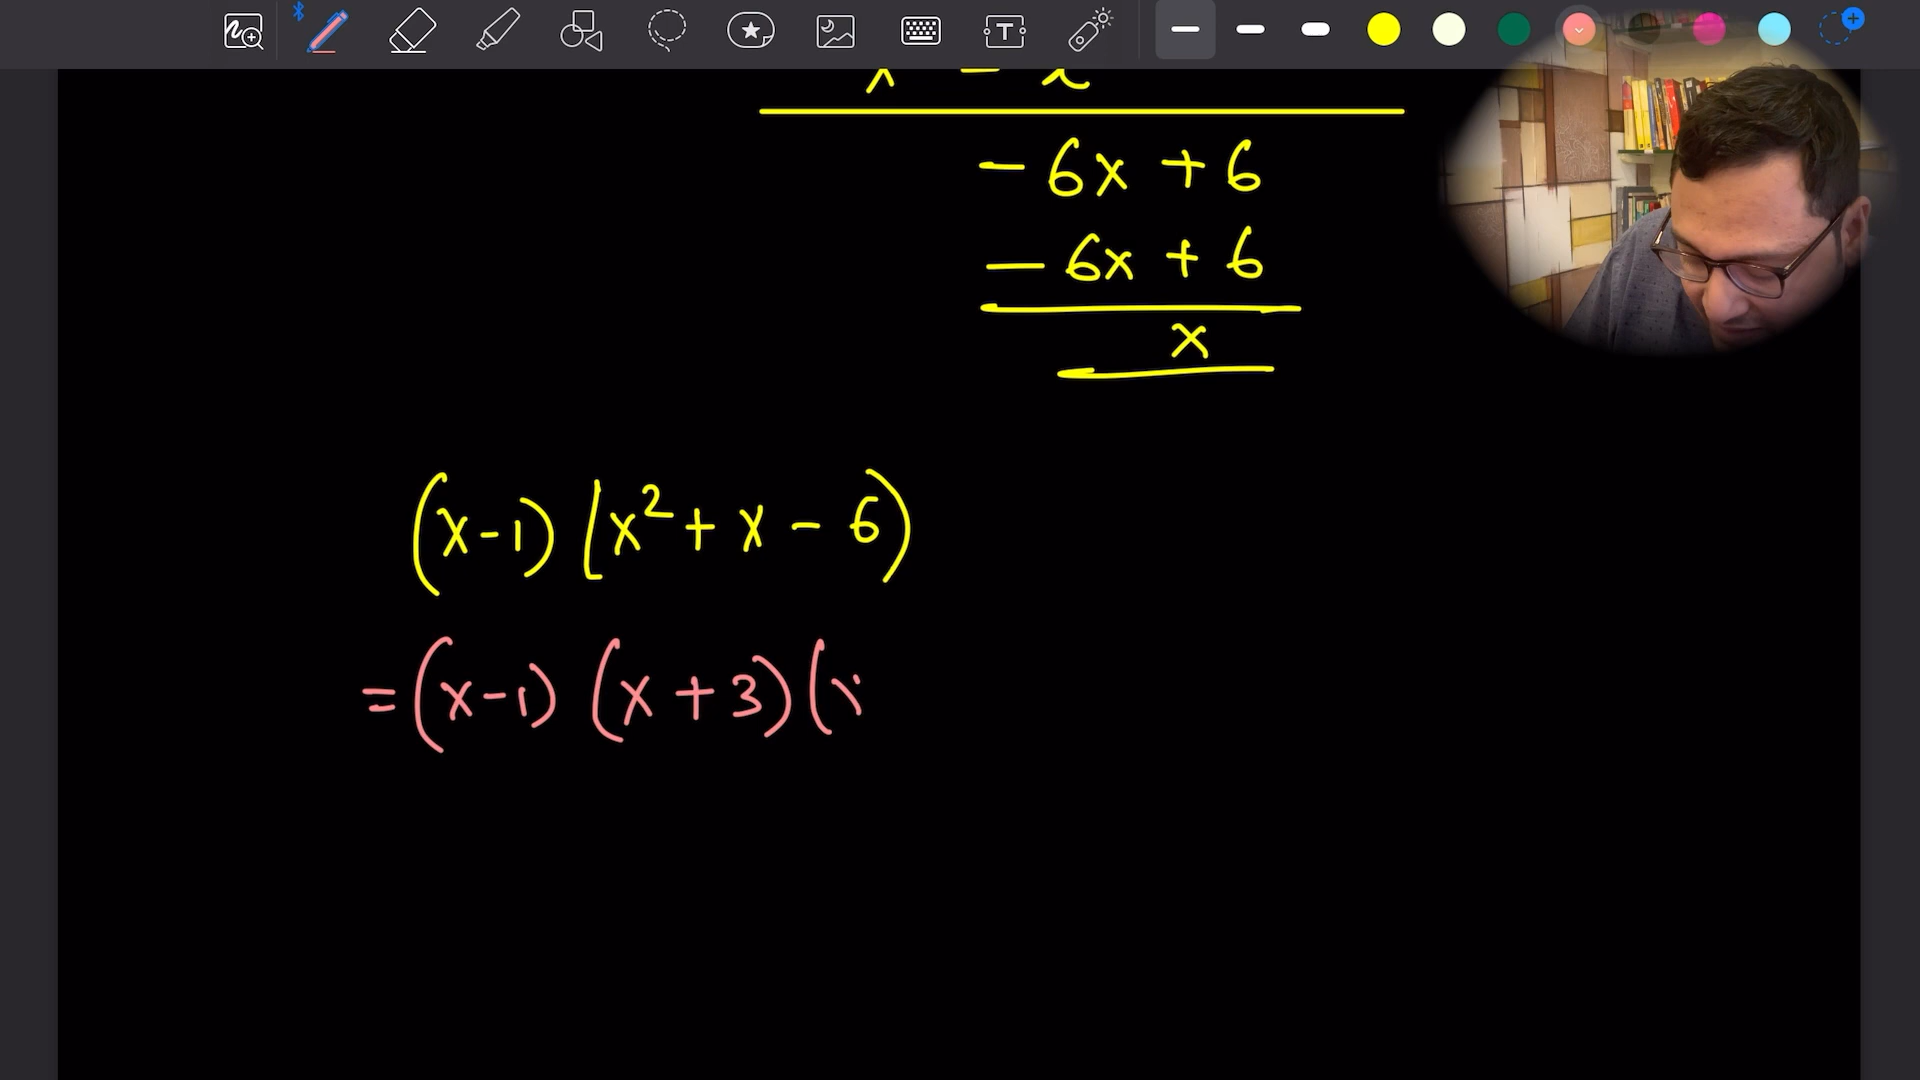 - 6x + 6
- 6x + 6
x
(x-1) (x² + x - 6)
= (x-1) (x + 3) (x